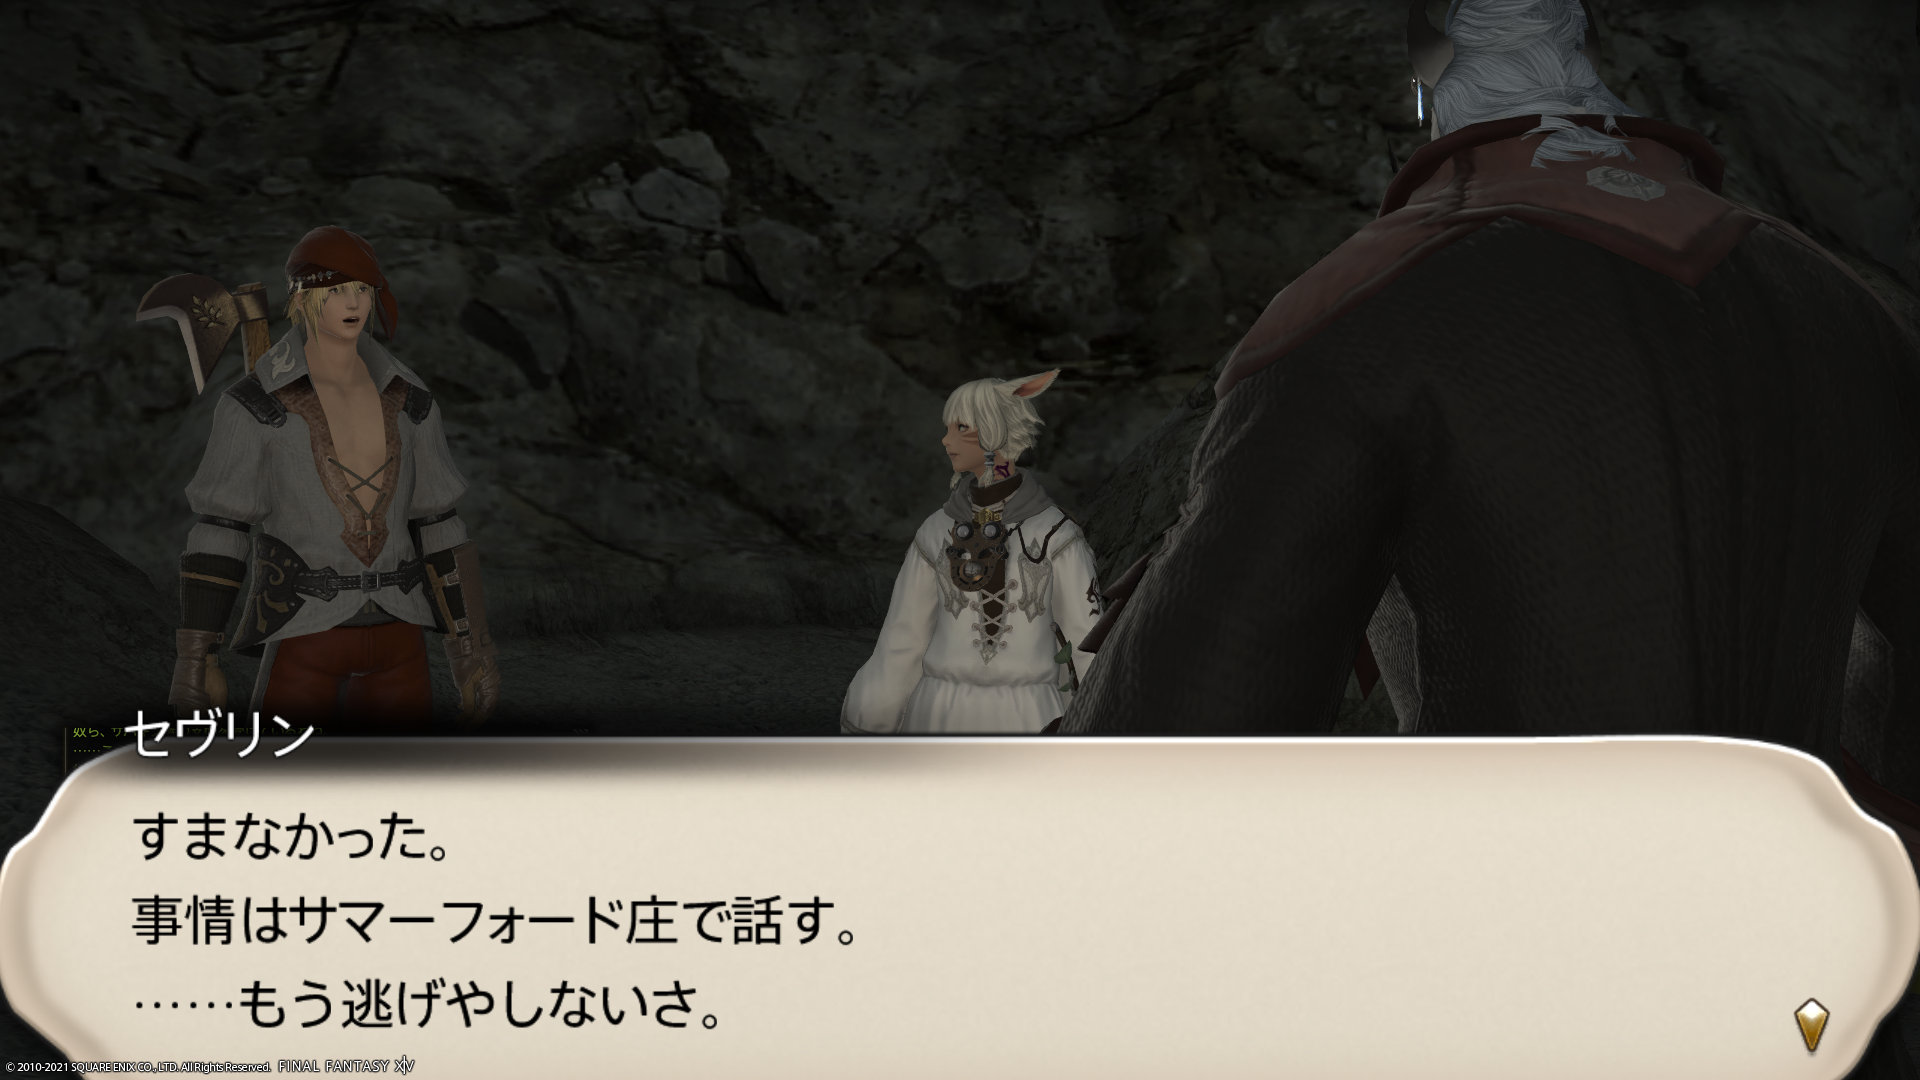 セヴリン
すまなかった。
事情はサマーフォード庄で話す。
……もう逃げやしないさ。
© 2010-2021 SQUARE ENIX CO., LTD. All Rights Reserved. FINAL FANTASY XIV